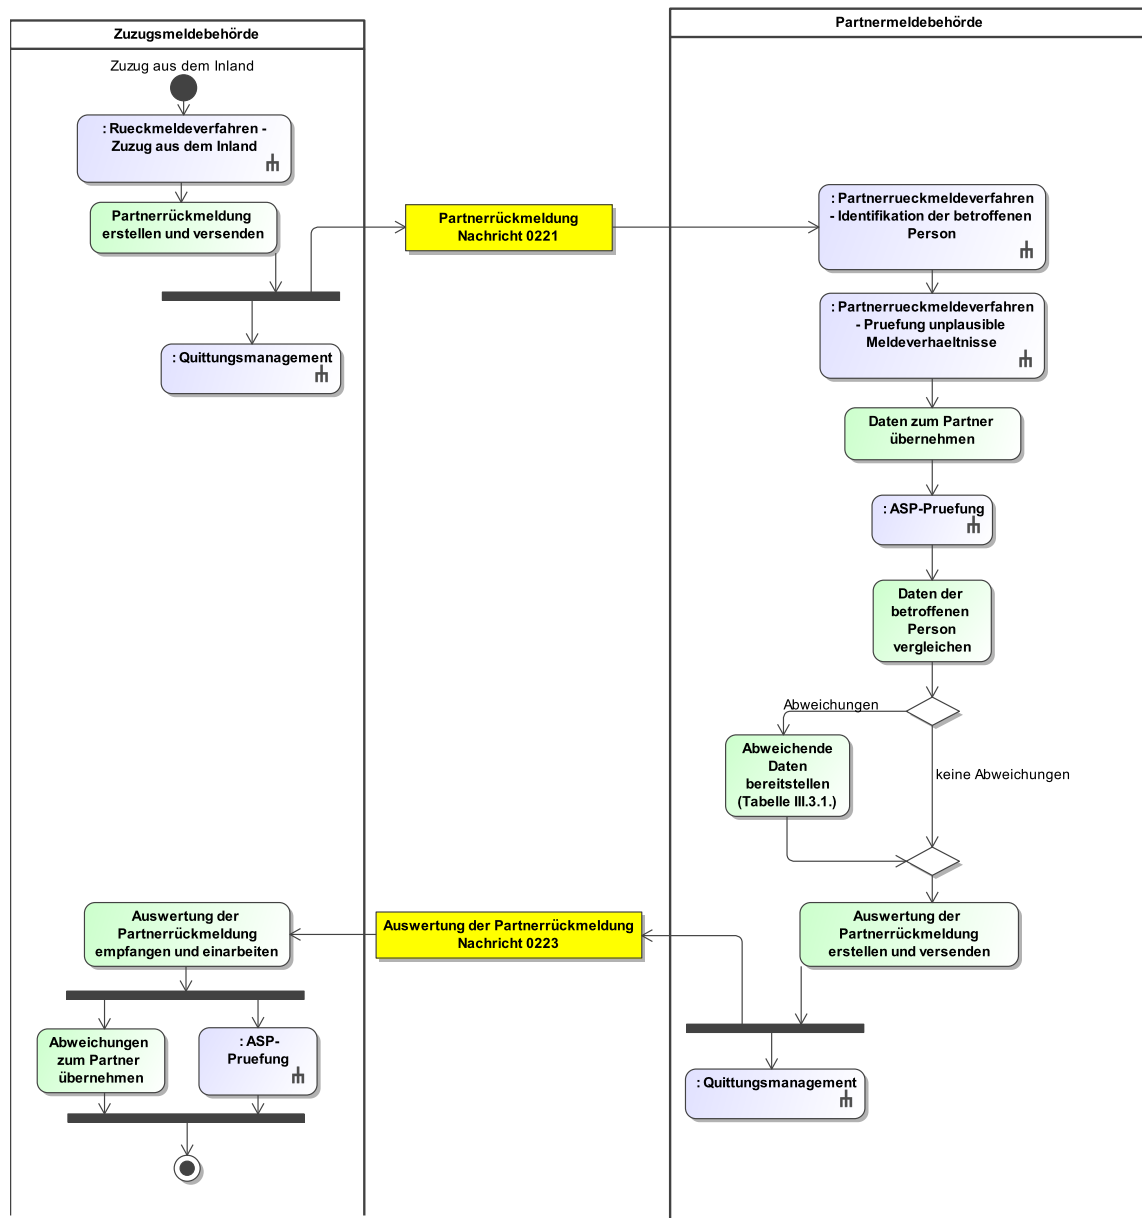 Zuzugsmeldebehörde
Partnermeldebehörde
Zuzug aus dem Inland
: Rueckmeldeverfahren -
Zuzug aus dem Inland
Partnerrückmeldung
erstellen und versenden
: Quittungsmanagement
Partnerrückmeldung
Nachricht 0221
: Partnerrueckmeldeverfahren
- Identifikation der betroffenen
Person
: Partnerrueckmeldeverfahren
- Pruefung unplausible
Meldeverhaeltnisse
Daten zum Partner
übernehmen
: ASP-Pruefung
Daten der
betroffenen
Person
vergleichen
Abweichungen
Abweichende
Daten
bereitstellen
(Tabelle III.3.1.)
keine Abweichungen
Auswertung der
Partnerrückmeldung
erstellen und versenden
: Quittungsmanagement
Auswertung der Partnerrückmeldung
Nachricht 0223
Auswertung der
Partnerrückmeldung
empfangen und einarbeiten
Abweichungen
zum Partner
übernehmen
: ASP-
Pruefung